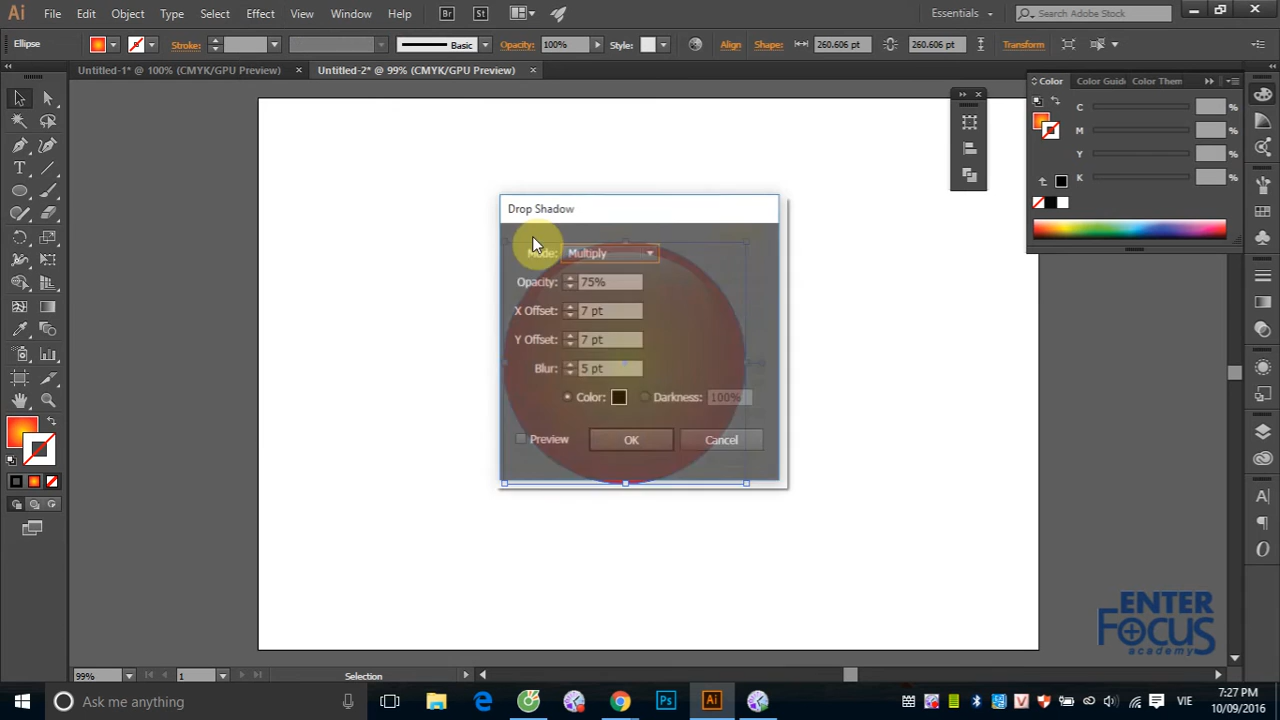 Ai File Edit Object Type Select Effect View Window Help Br St Essentials Search Adobe Stock
Ellipse Stroke: Basic Opacity: 100% Style: Align Shape: 260.606 pt 260.606 pt Transform
Untitled-1* @ 100% (CMYK/GPU Preview) × Untitled-2* @ 99% (CMYK/GPU Preview) ×
Color Color Guide Color Them
C %
M %
Y %
K %
Drop Shadow
Mode: Multiply
Opacity: 75%
X Offset: 7 pt
Y Offset: 7 pt
Blur: 5 pt
Color: Darkness: 100%
Preview OK Cancel
ENTER
FOCUS
academy
99% 1 Selection
Ask me anything Ps Ai VIE
7:27 PM
10/09/2016